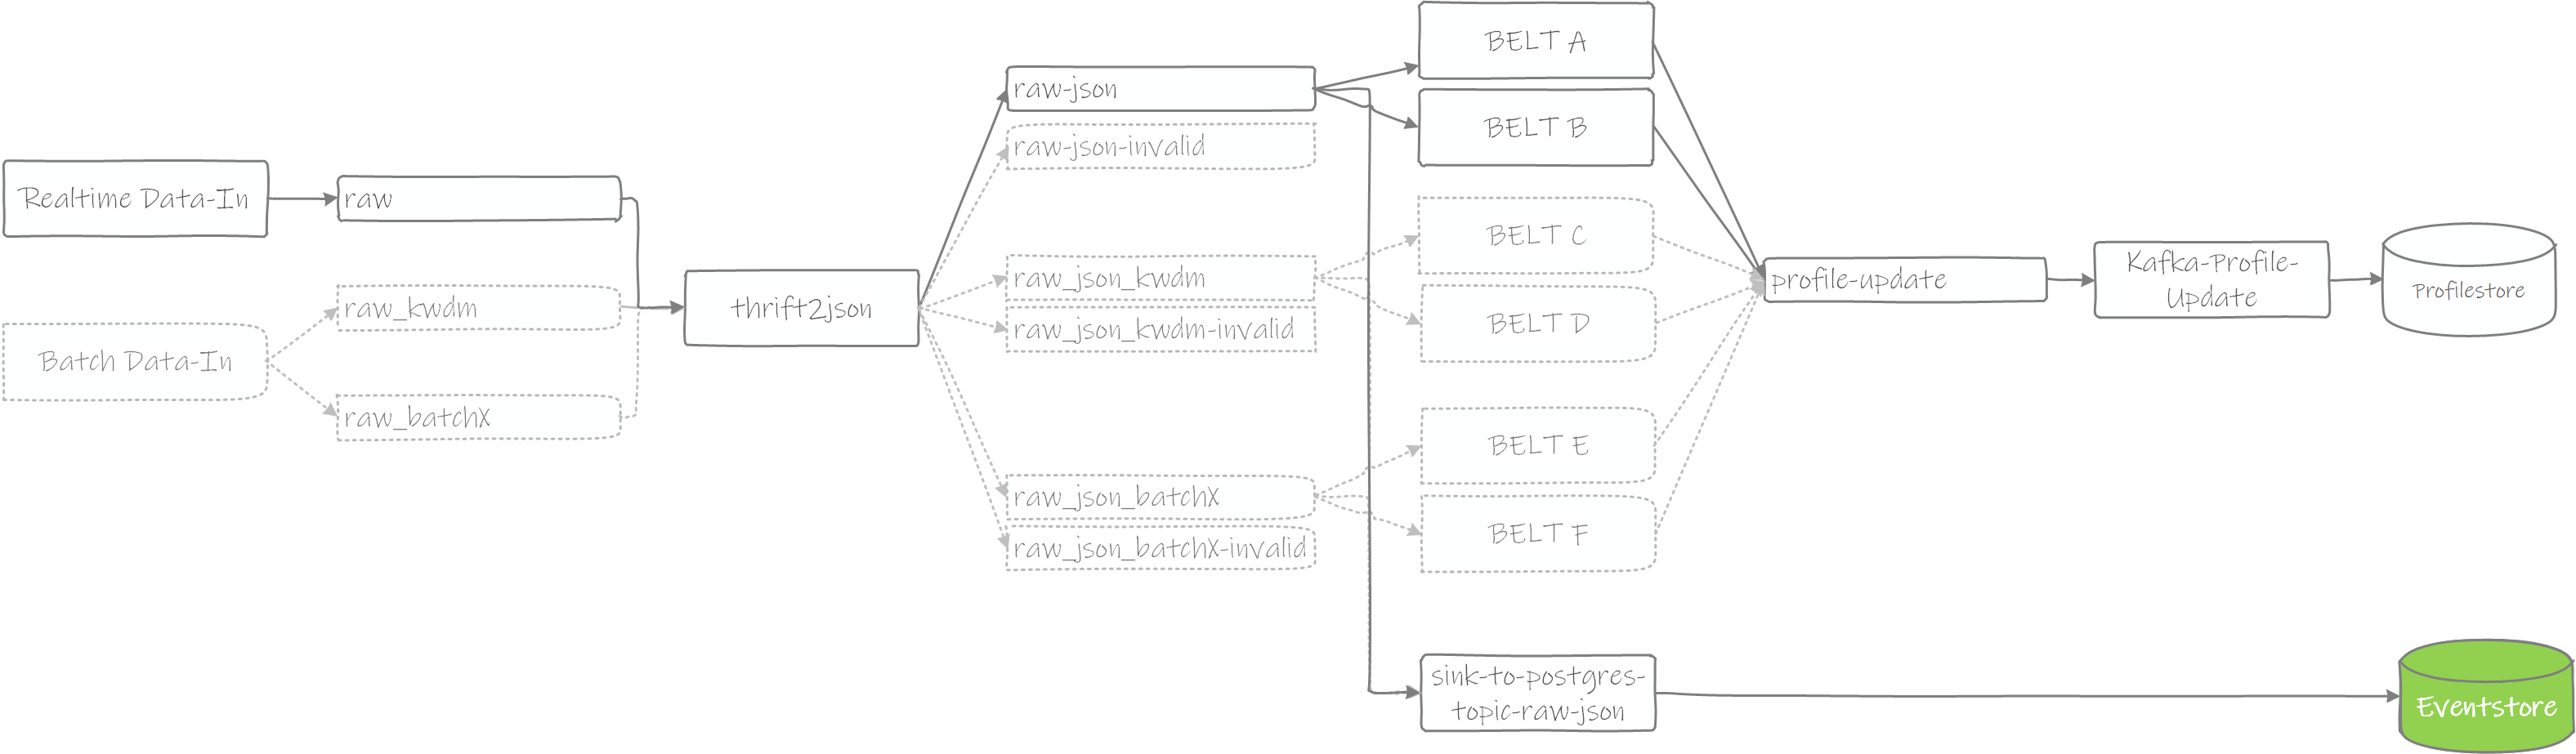 Realtime Data-In
Batch Data-In
raw
raw_kwdm
raw_batchX
thrift2json
raw-json
raw-json-invalid
raw_json_kwdm
raw_json_kwdm-invalid
raw_json_batchX
raw_json_batchX-invalid
BELT A
BELT B
BELT C
BELT D
BELT E
BELT F
sink-to-postgres-
topic-raw-json
profile-update
Kafka-Profile-
Update
Profilestore
Eventstore